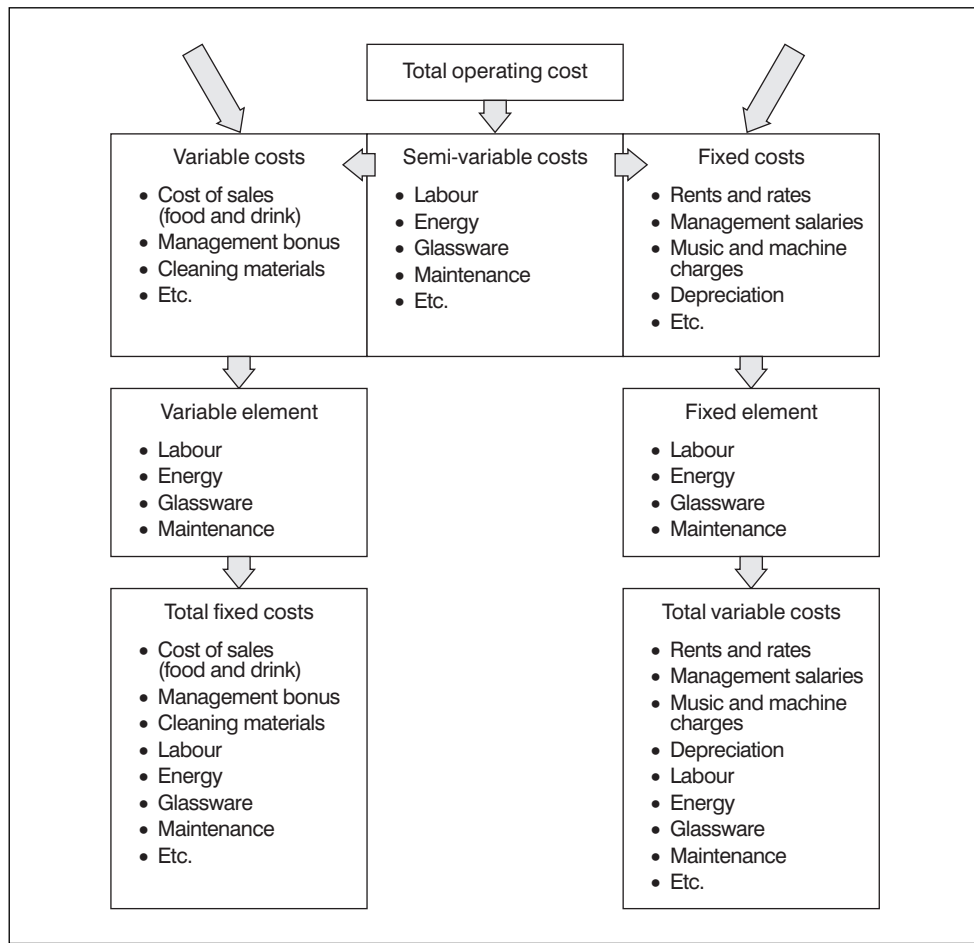 Total operating cost
Variable costs
• Cost of sales
(food and drink)
• Management bonus
• Cleaning materials
• Etc.
Semi-variable costs
• Labour
• Energy
• Glassware
• Maintenance
• Etc.
Fixed costs
• Rents and rates
• Management salaries
• Music and machine
charges
• Depreciation
• Etc.
Variable element
• Labour
• Energy
• Glassware
• Maintenance
Fixed element
• Labour
• Energy
• Glassware
• Maintenance
Total fixed costs
• Cost of sales
(food and drink)
• Management bonus
• Cleaning materials
• Labour
• Energy
• Glassware
• Maintenance
• Etc.
Total variable costs
• Rents and rates
• Management salaries
• Music and machine
charges
• Depreciation
• Labour
• Energy
• Glassware
• Maintenance
• Etc.